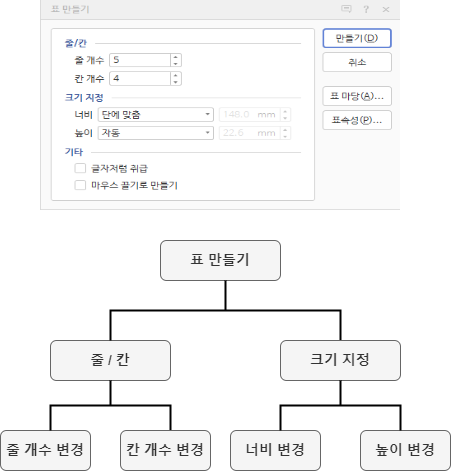 표 만들기
줄/칸
줄 개수 5
칸 개수 4
크기 지정
너비 단에 맞춤 148.0 mm
높이 자동 22.6 mm
기타
글자처럼 취급
마우스 끌기로 만들기
만들기(D)
취소
표 마당(A)...
표속성(P)...
표 만들기
줄 / 칸 크기 지정
줄 개수 변경 칸 개수 변경 너비 변경 높이 변경